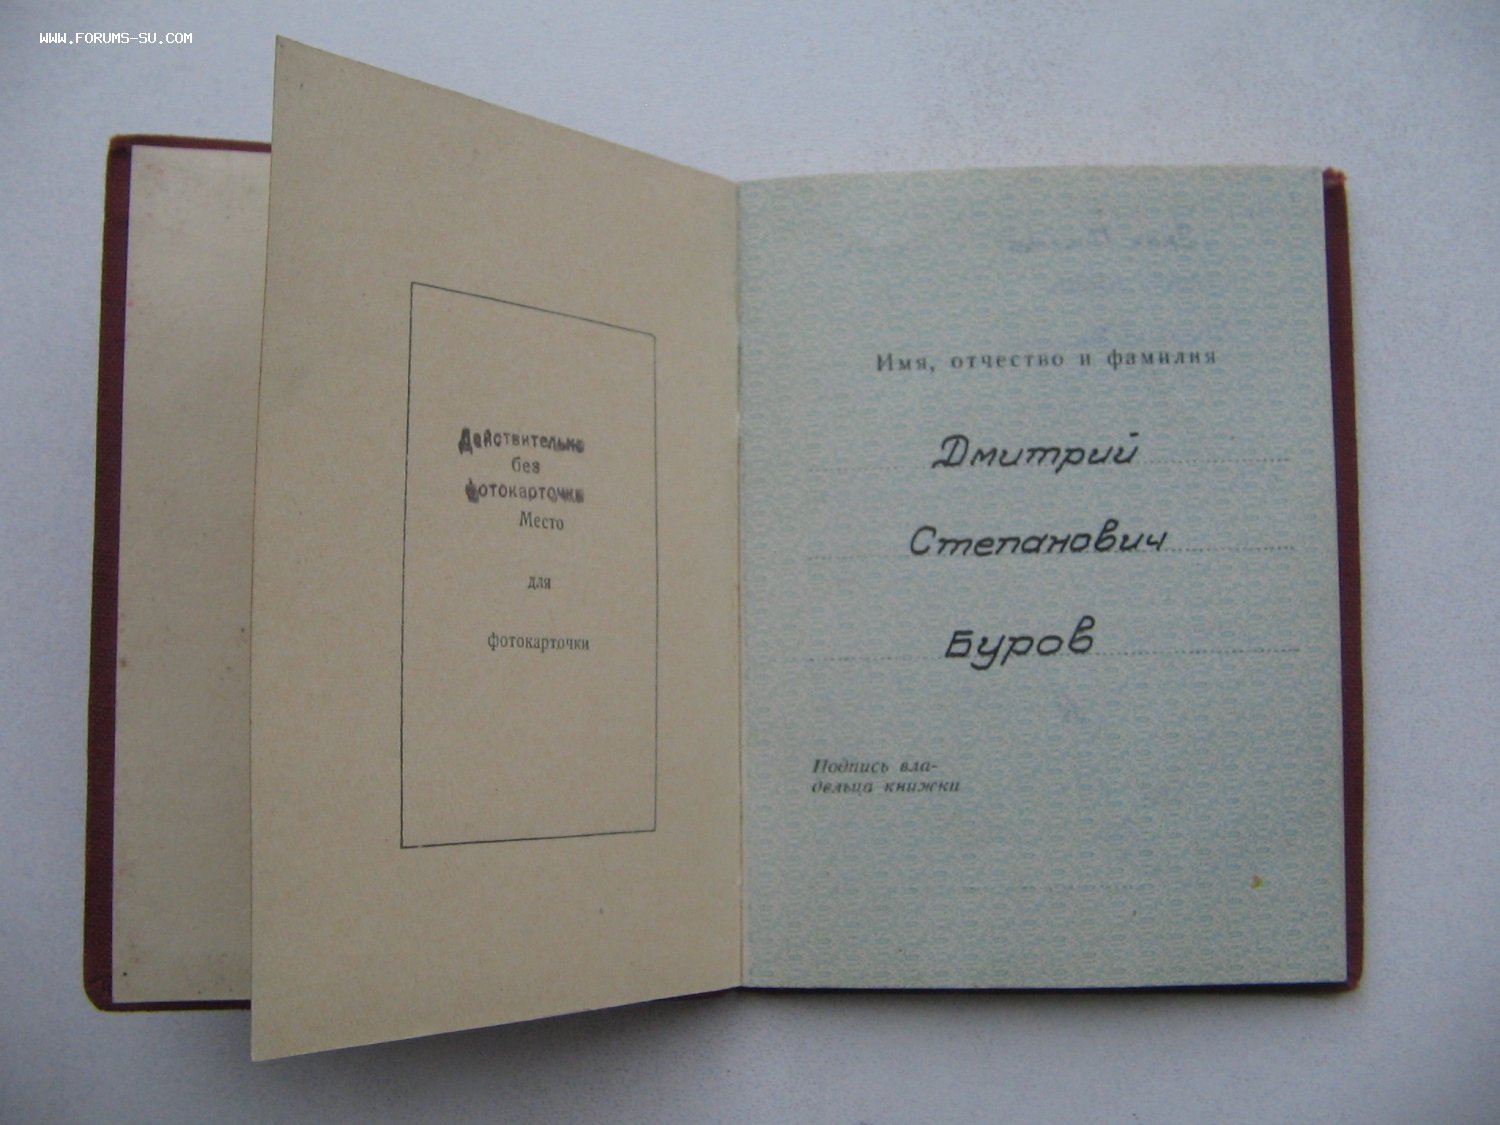 WWW.FORUMS-SU.COM
Действительно
без
фотокарточки
Место
для
фотокарточки
Имя, отчество и фамилия
Дмитрий
Степанович
Буров
Подпись вла-
дельца книжки